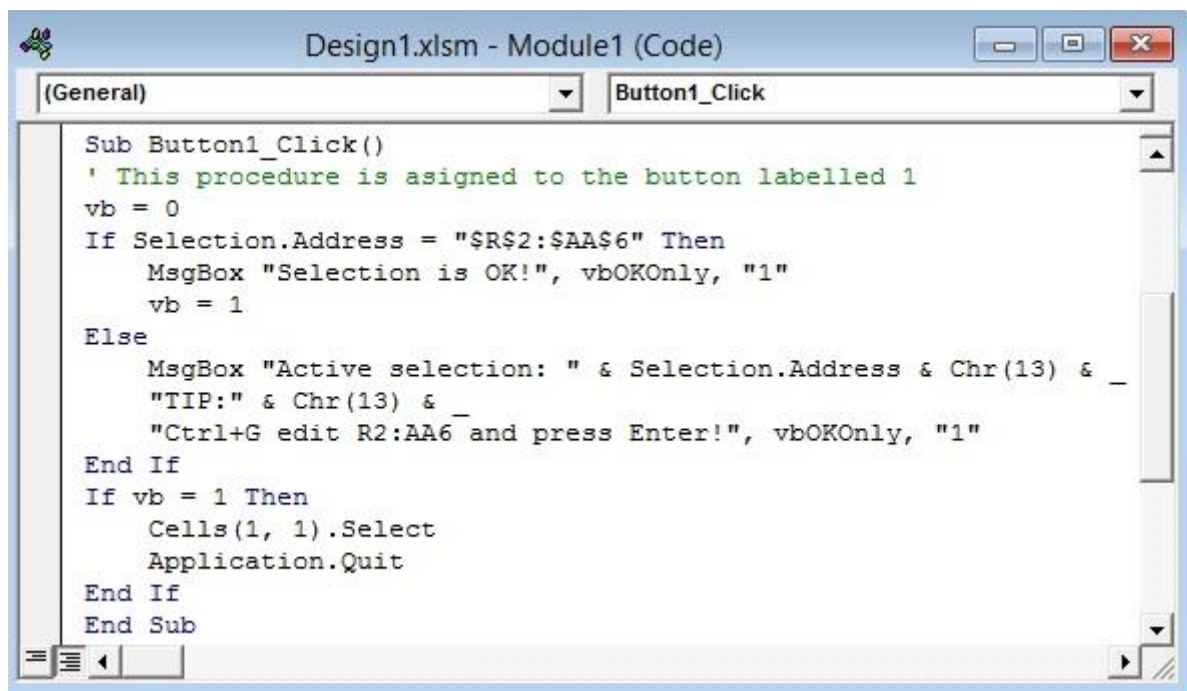 Design1.xlsm - Module1 (Code)
(General) Button1_Click
Sub Button1_Click()
' This procedure is asigned to the button labelled 1
vb = 0
If Selection.Address = "$R$2:$AA$6" Then
    MsgBox "Selection is OK!", vbOKOnly, "1"
    vb = 1
Else
    MsgBox "Active selection: " & Selection.Address & Chr(13) & _
    "TIP:" & Chr(13) & _
    "Ctrl+G edit R2:AA6 and press Enter!", vbOKOnly, "1"
End If
If vb = 1 Then
    Cells(1, 1).Select
    Application.Quit
End If
End Sub